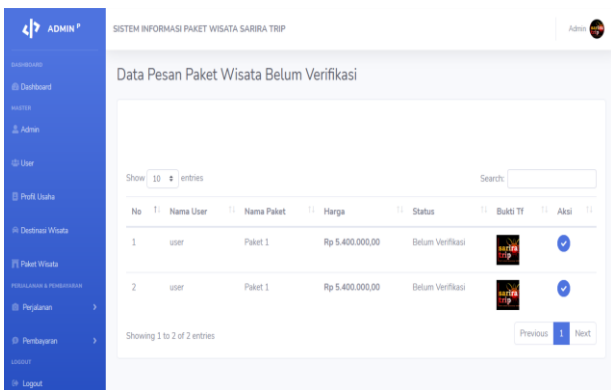 ADMIN P
SISTEM INFORMASI PAKET WISATA SARIRA TRIP
Admin
DASHBOARD
Dashboard
MASTER
Admin
User
Profil Usaha
Destinasi Wisata
Paket Wisata
PERJALANAN & PEMBAYARAN
Perjalanan
Pembayaran
LOGOUT
Logout
Data Pesan Paket Wisata Belum Verifikasi
Show 10 entries
Search:
No Nama User Nama Paket Harga Status Bukti Tf Aksi
1 user Paket 1 Rp 5.400.000,00 Belum Verifikasi sarira trip
2 user Paket 1 Rp 5.400.000,00 Belum Verifikasi sarira trip
Showing 1 to 2 of 2 entries
Previous 1 Next